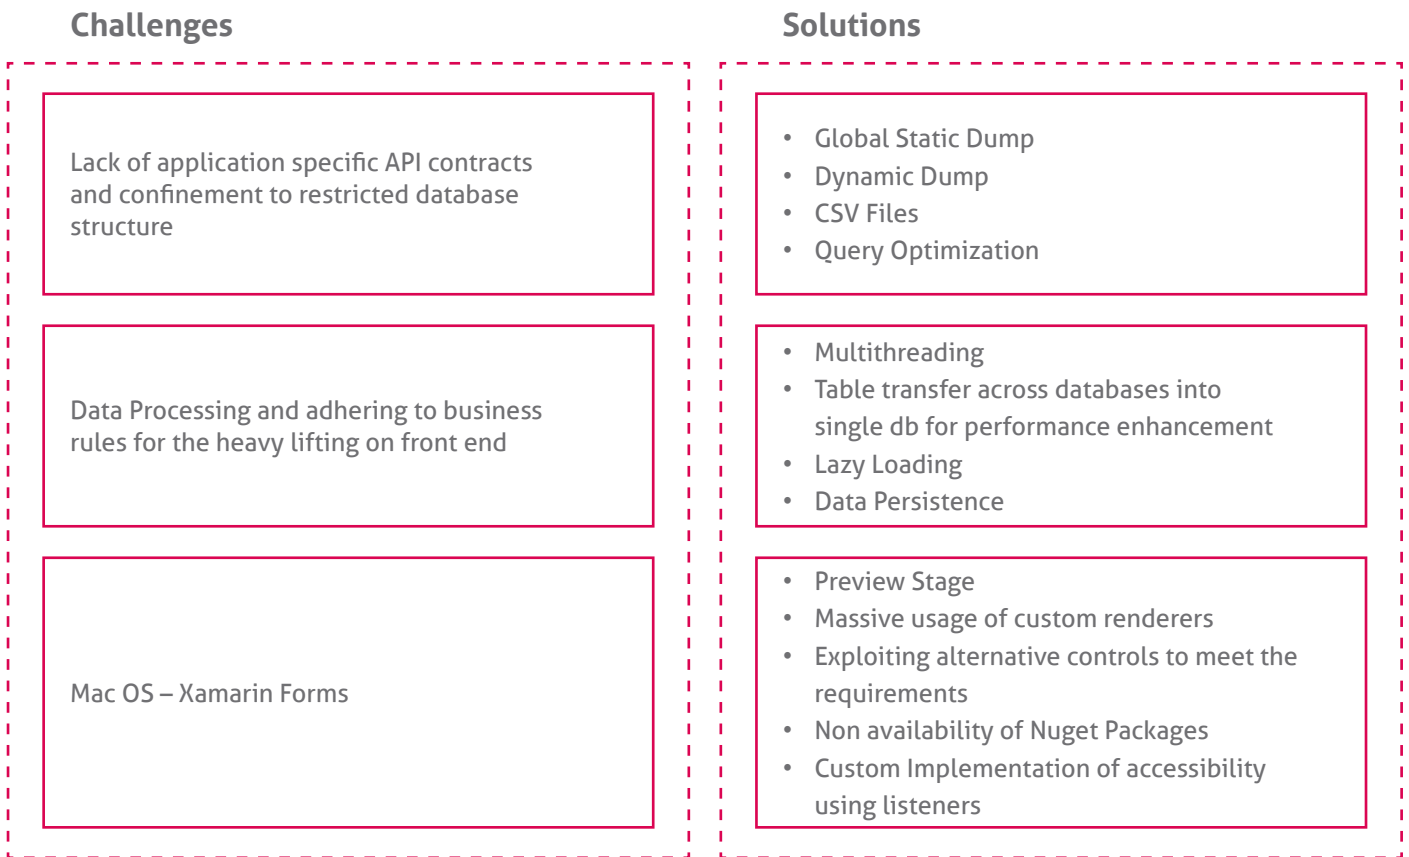 Challenges
Solutions
Lack of application specific API contracts
and confinement to restricted database
structure
• Global Static Dump
• Dynamic Dump
• CSV Files
• Query Optimization
Data Processing and adhering to business
rules for the heavy lifting on front end
• Multithreading
• Table transfer across databases into
single db for performance enhancement
• Lazy Loading
• Data Persistence
Mac OS – Xamarin Forms
• Preview Stage
• Massive usage of custom renderers
• Exploiting alternative controls to meet the
requirements
• Non availability of Nuget Packages
• Custom Implementation of accessibility
using listeners